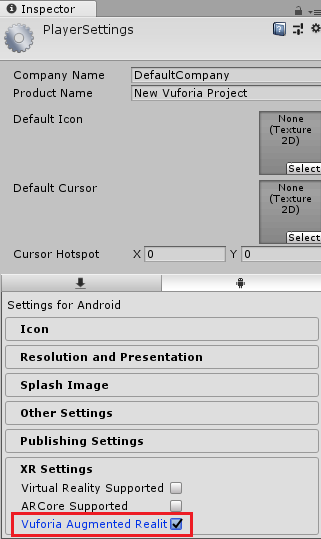 Inspector
PlayerSettings
Company Name DefaultCompany
Product Name New Vuforia Project
Default Icon
None
(Texture
2D)
Select
Default Cursor
None
(Texture
2D)
Select
Cursor Hotspot X 0 Y 0
Settings for Android
Icon
Resolution and Presentation
Splash Image
Other Settings
Publishing Settings
XR Settings
Virtual Reality Supported
ARCore Supported
Vuforia Augmented Realit